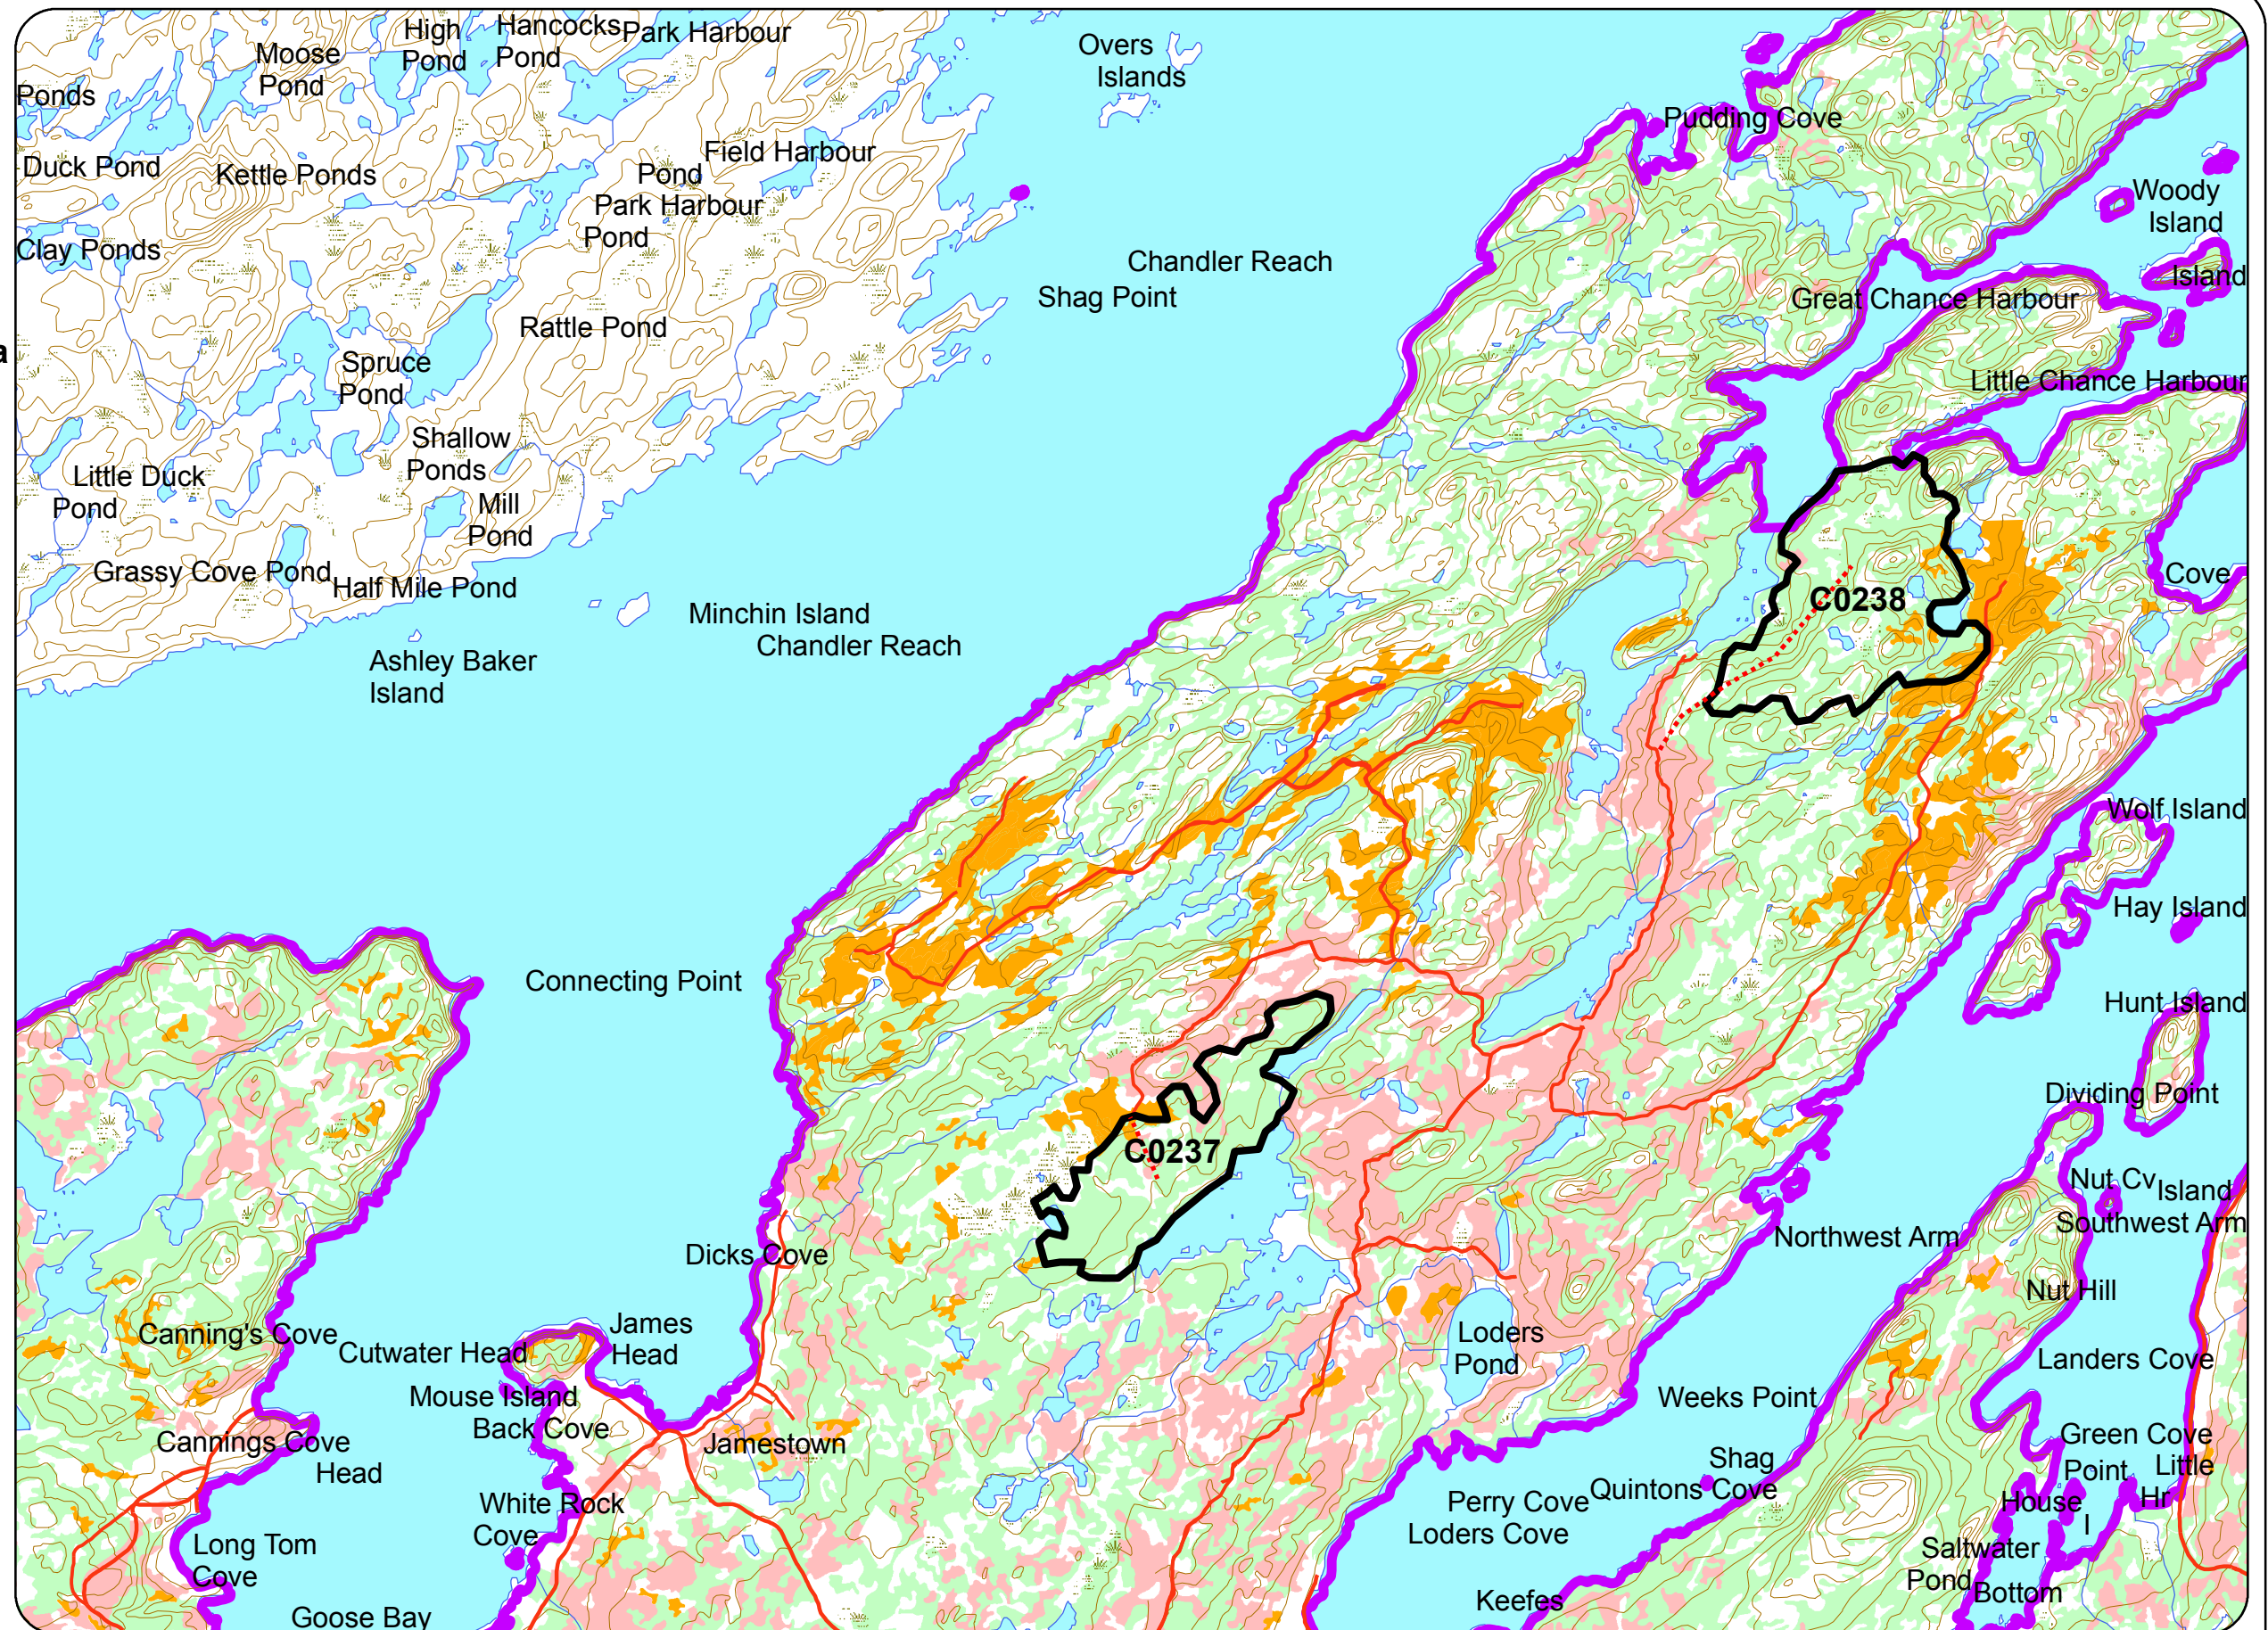 High
Pond
Hancocks
Pond
Park Harbour
Moose
Pond
Overs
Islands
Ponds
Pudding Cove
Duck Pond
Kettle Ponds
Field Harbour
Pond
Park Harbour
Pond
Woody
Island
Clay Ponds
Chandler Reach
Shag Point
Island
Great Chance Harbour
Rattle Pond
a
Spruce
Pond
Little Chance Harbour
Shallow
Ponds
Little Duck
Pond
Mill
Pond
Grassy Cove Pond
Half Mile Pond
Cove
C0238
Minchin Island
Chandler Reach
Ashley Baker
Island
Wolf Island
Hay Island
Connecting Point
Hunt Island
Dividing Point
C0237
Nut Cv
Island
Southwest Arm
Northwest Arm
Dicks Cove
Nut Hill
James
Head
Canning's Cove
Cutwater Head
Loders
Pond
Landers Cove
Mouse Island
Back Cove
Weeks Point
Cannings Cove
Head
Jamestown
Green Cove
Point
Little
Hr
Shag
Quintons Cove
White Rock
Cove
Perry Cove
Loders Cove
House
I
Long Tom
Cove
Saltwater
Pond
Bottom
Keefes
Goose Bay